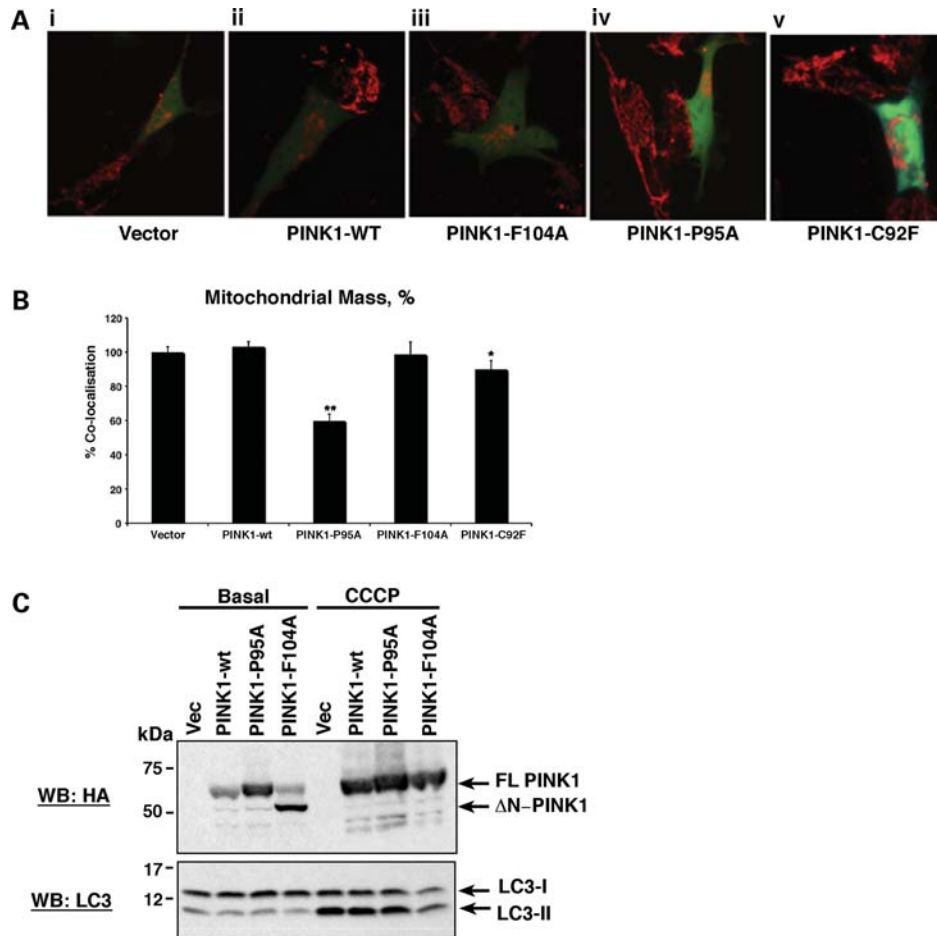 A
i ii iii iv v
Vector PINK1-WT PINK1-F104A PINK1-P95A PINK1-C92F
B
Mitochondrial Mass, %
% Co-localisation
120
100
80
60
40
20
0
** *
Vector PINK1-wt PINK1-P95A PINK1-F104A PINK1-C92F
C
Basal CCCP
Vec PINK1-wt PINK1-P95A PINK1-F104A Vec PINK1-wt PINK1-P95A PINK1-F104A
kDa
75
50
WB: HA
FL PINK1
ΔN–PINK1
17
12
WB: LC3
LC3-I
LC3-II